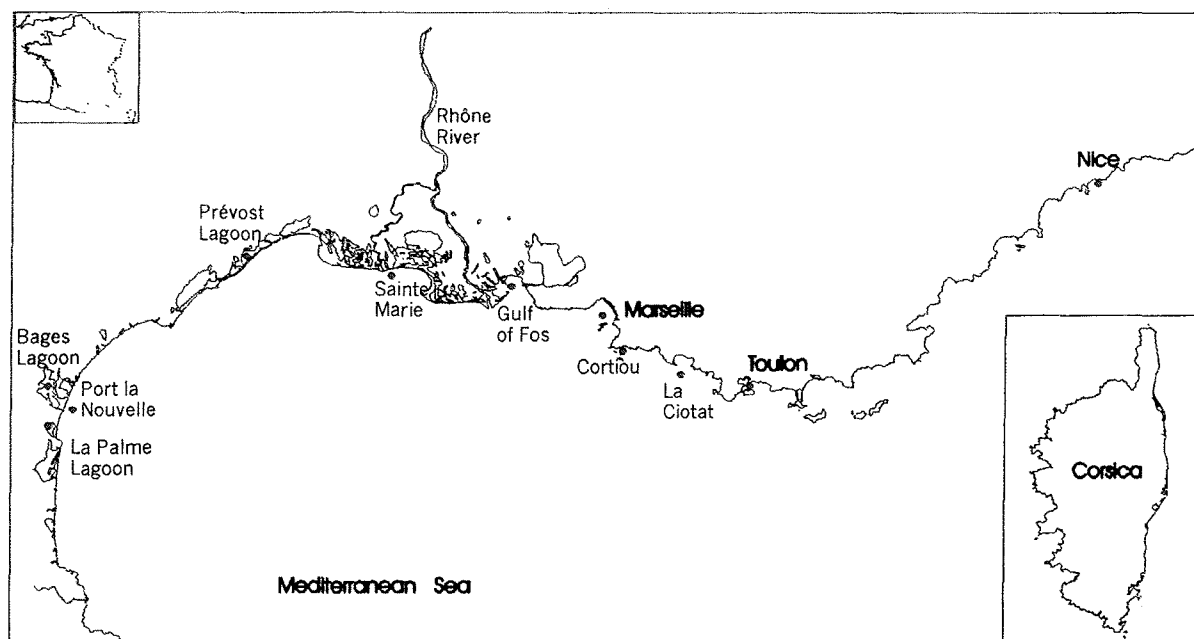 Rhône
River
Nice
Prévost
Lagoon
Sainte
Marie
Gulf
of Fos
Marseille
Bages
Lagoon
Port la
Nouvelle
Cortiou
La
Ciotat
Toulon
La Palme
Lagoon
Corsica
Mediterranean Sea